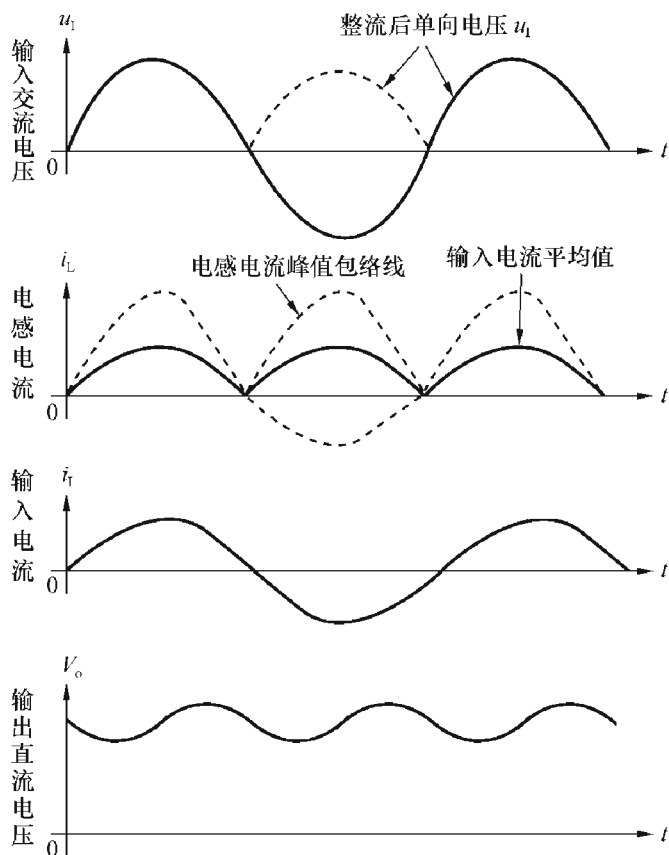 u₁
整流后单向电压 u₁
输入交流电压
0
t
i_L
电感电流峰值包络线
输入电流平均值
电感电流
0
t
i_I
输入电流
0
t
V_o
输出直流电压
0
t